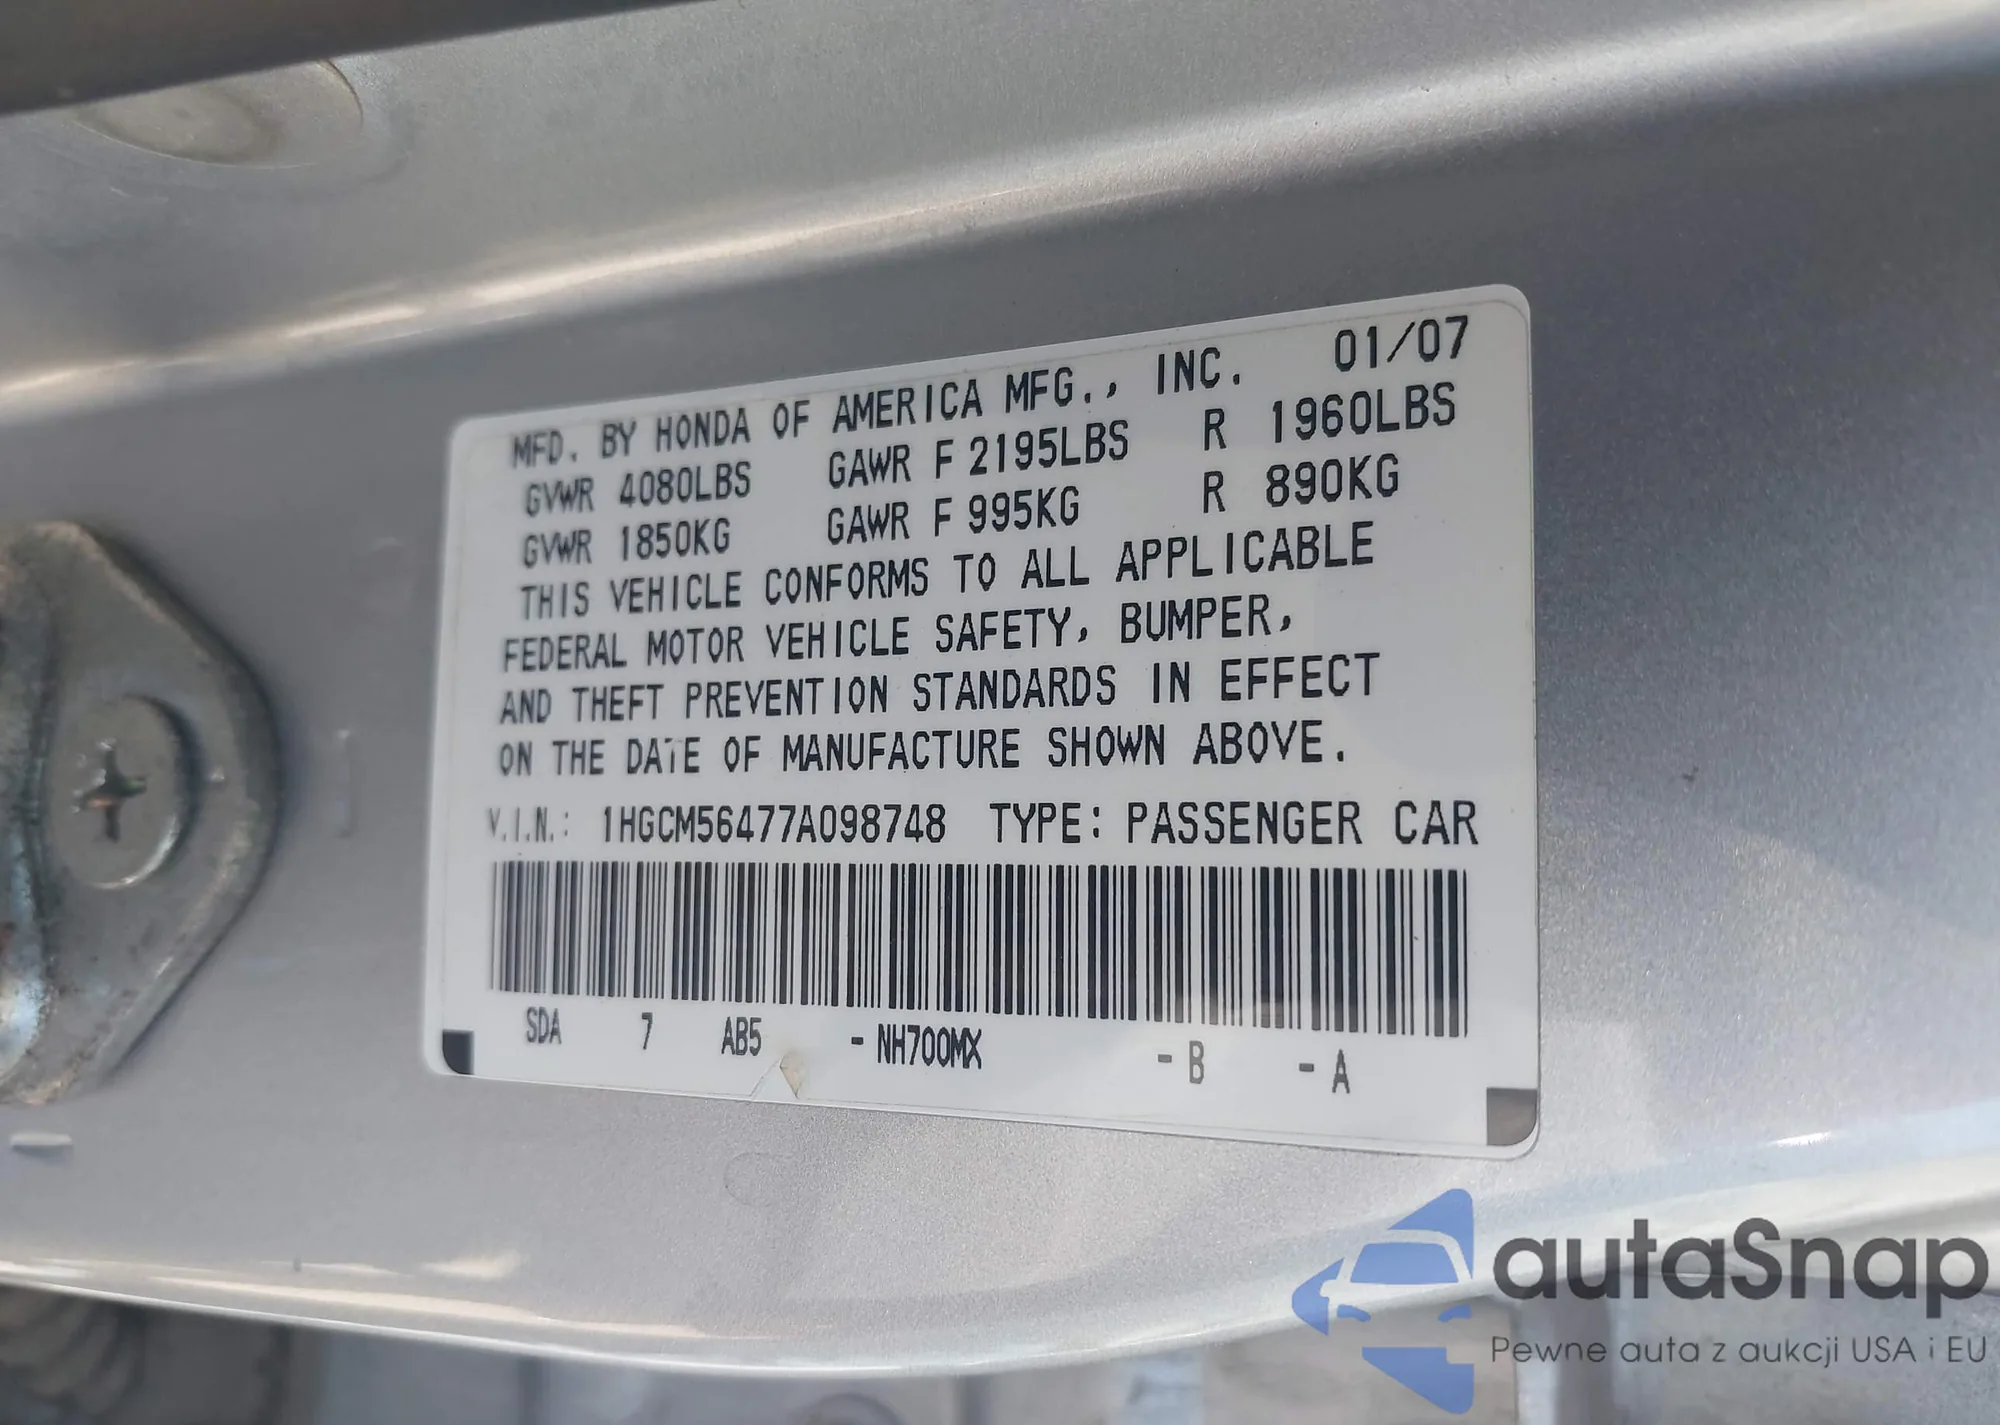 MFD. BY HONDA OF AMERICA MFG., INC. 01/07
GVWR 4080LBS GAWR F 2195LBS R 1960LBS
GVWR 1850KG GAWR F 995KG R 890KG
THIS VEHICLE CONFORMS TO ALL APPLICABLE
FEDERAL MOTOR VEHICLE SAFETY, BUMPER,
AND THEFT PREVENTION STANDARDS IN EFFECT
ON THE DATE OF MANUFACTURE SHOWN ABOVE.
V.I.N.: 1HGCM56477A098748 TYPE: PASSENGER CAR
SDA 7 AB5 - NH700MX - B - A
autaSnap
Pewne auta z aukcji USA i EU